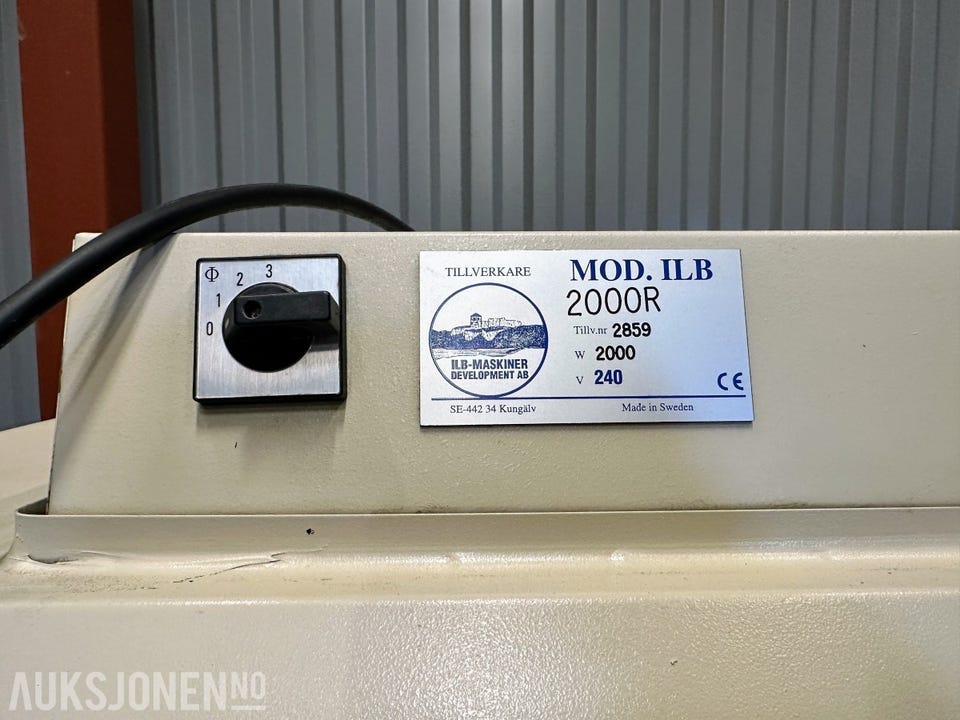 Φ
3
2
1
0
TILLVERKARE
MOD. ILB
2000R
Tillv.nr 2859
W 2000
V 240
ILB-MASKINER
DEVELOPMENT AB
CE
SE-442 34 Kungälv
Made in Sweden
AUKSJONEN.NO